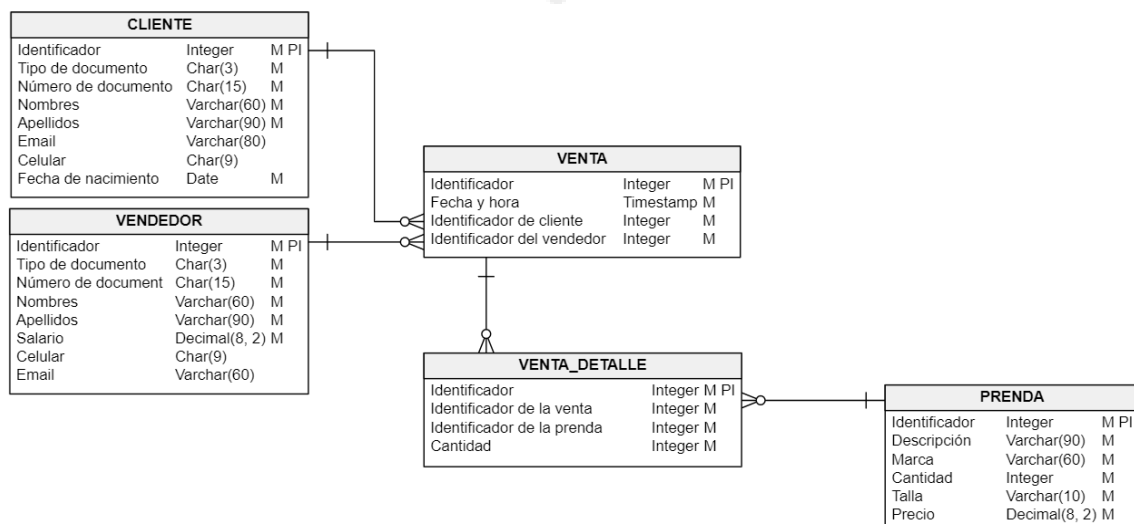 CLIENTE
Identificador Integer M PI
Tipo de documento Char(3) M
Número de documento Char(15) M
Nombres Varchar(60) M
Apellidos Varchar(90) M
Email Varchar(80)
Celular Char(9)
Fecha de nacimiento Date M
VENDEDOR
Identificador Integer M PI
Tipo de documento Char(3) M
Número de document Char(15) M
Nombres Varchar(60) M
Apellidos Varchar(90) M
Salario Decimal(8, 2) M
Celular Char(9)
Email Varchar(60)
VENTA
Identificador Integer M PI
Fecha y hora Timestamp M
Identificador de cliente Integer M
Identificador del vendedor Integer M
VENTA_DETALLE
Identificador Integer M PI
Identificador de la venta Integer M
Identificador de la prenda Integer M
Cantidad Integer M
PRENDA
Identificador Integer M PI
Descripción Varchar(90) M
Marca Varchar(60) M
Cantidad Integer M
Talla Varchar(10) M
Precio Decimal(8, 2) M